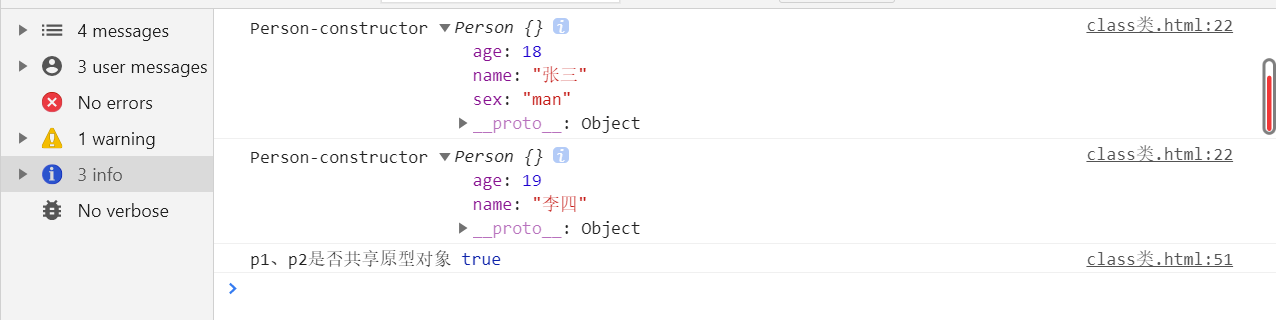 4 messages
3 user messages
No errors
1 warning
3 info
No verbose
Person-constructor ▼Person {} i class类.html:22
age: 18
name: "张三"
sex: "man"
▶__proto__: Object
Person-constructor ▼Person {} i class类.html:22
age: 19
name: "李四"
▶__proto__: Object
p1、p2是否共享原型对象 true class类.html:51
>